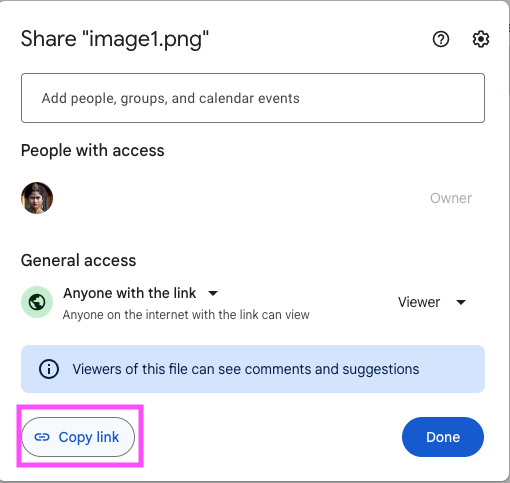 Share "image1.png"
Add people, groups, and calendar events
People with access
Owner
General access
Anyone with the link
Anyone on the internet with the link can view
Viewer
Viewers of this file can see comments and suggestions
Copy link
Done